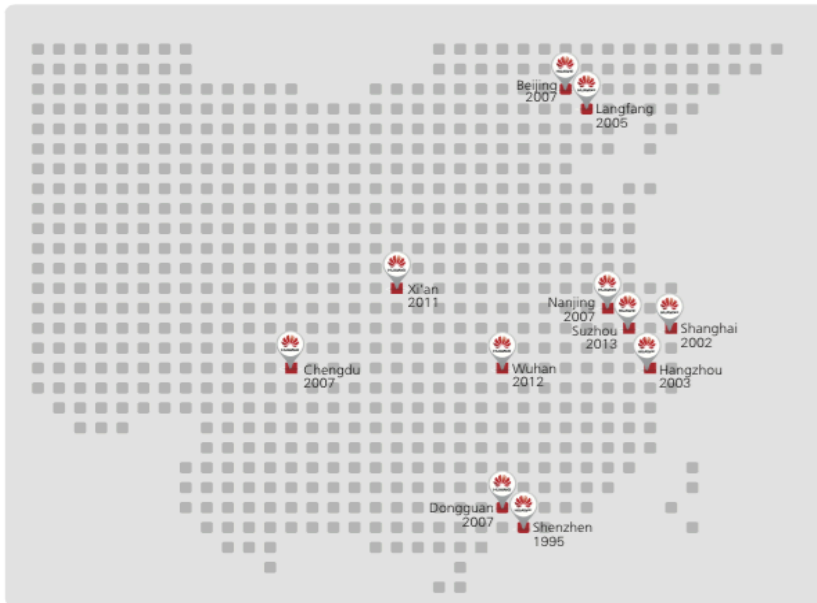 Beijing
2007
Langfang
2005
Xi'an
2011
Nanjing
2007
Suzhou
2013
Shanghai
2002
Chengdu
2007
Wuhan
2012
Hangzhou
2003
Dongguan
2007
Shenzhen
1995